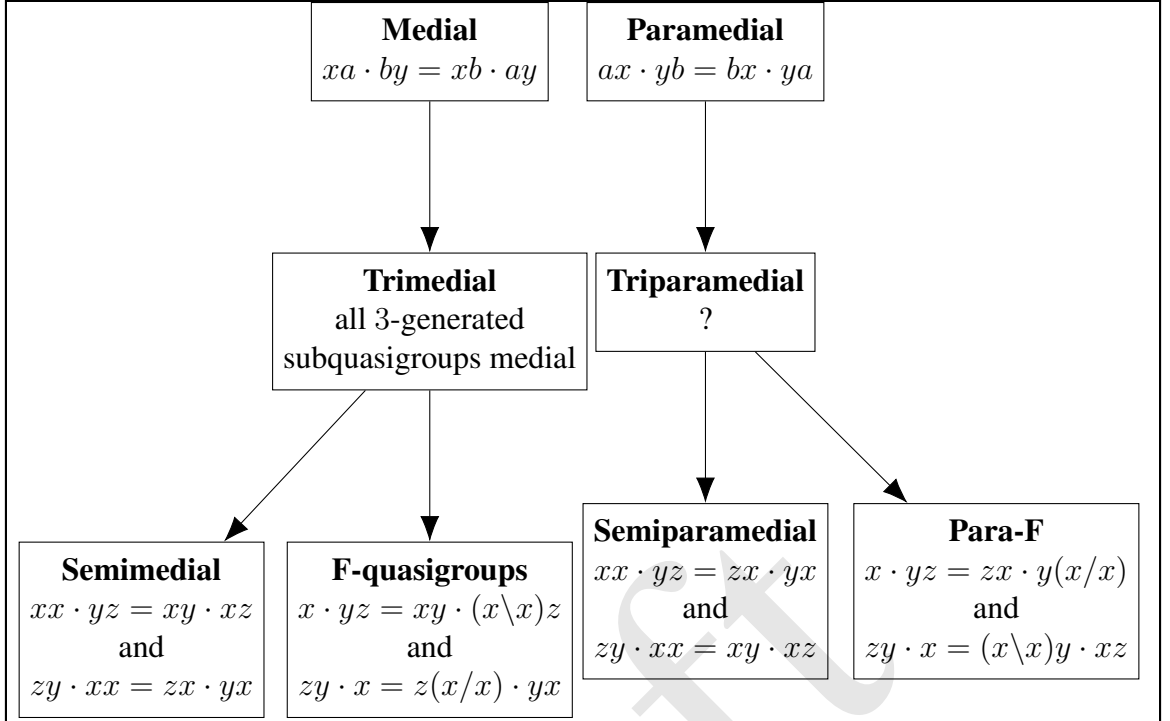 Medial
xa · by = xb · ay
Paramedial
ax · yb = bx · ya
Trimedial
all 3-generated
subquasigroups medial
Triparamedial
?
Semimedial
xx · yz = xy · xz
and
zy · xx = zx · yx
F-quasigroups
x · yz = xy · (x\x)z
and
zy · x = z(x/x) · yx
Semiparamedial
xx · yz = zx · yx
and
zy · xx = xy · xz
Para-F
x · yz = zx · y(x/x)
and
zy · x = (x\x)y · xz